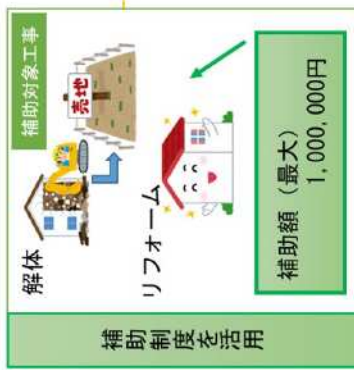 補助制度を活用
補助対象工事
解体
売地
リフォーム
補助額（最大）
1,000,000円